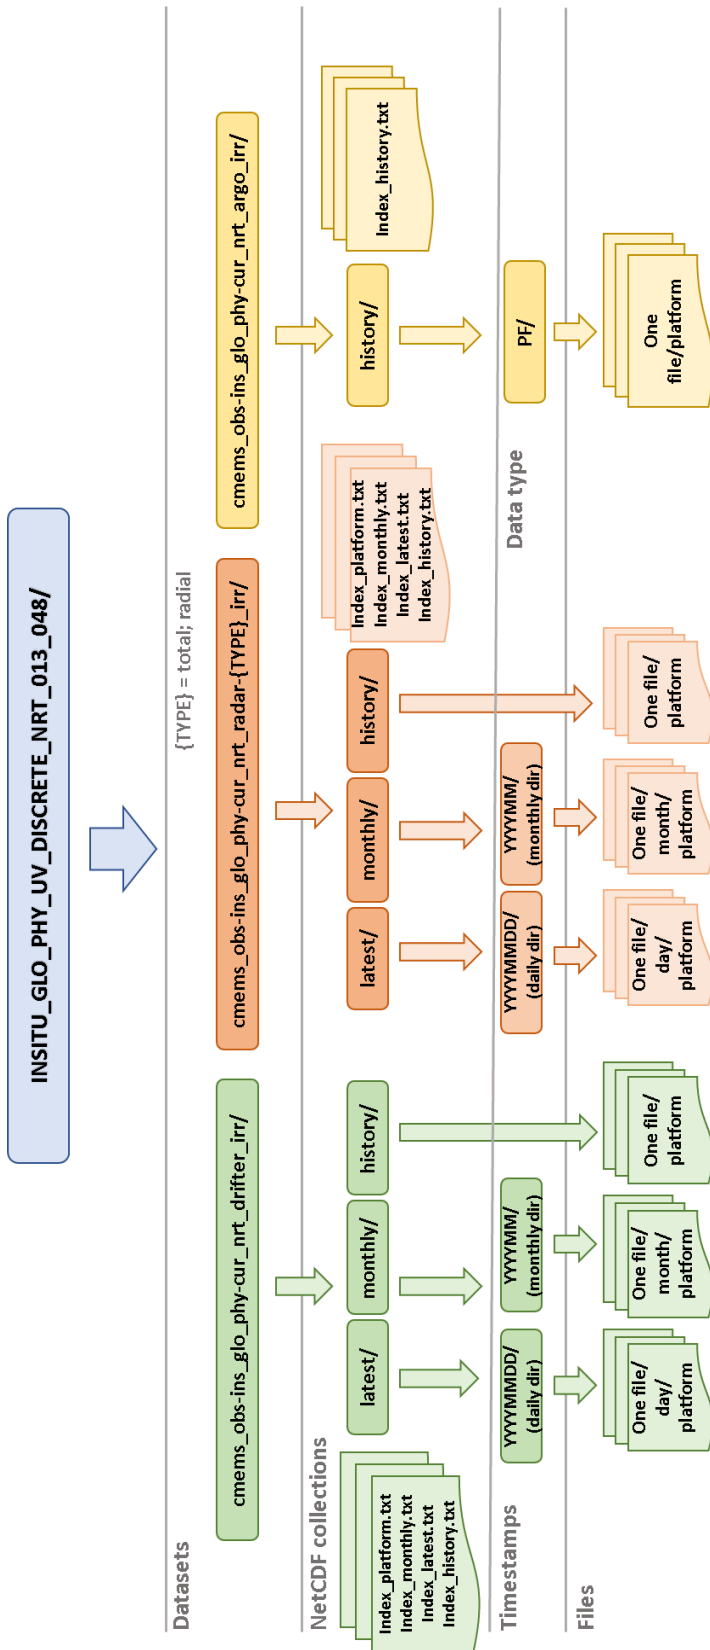 INSITU_GLO_PHY_UV_DISCRETE_NRT_013_048/
Datasets
{TYPE} = total; radial
cmems_obs-ins_glo_phy-cur_nrt_drifter_irr/
cmems_obs-ins_glo_phy-cur_nrt_radar-{TYPE}_irr/
cmems_obs-ins_glo_phy-cur_nrt_argo_irr/
NetCDF collections
Index_platform.txt
Index_monthly.txt
Index_latest.txt
Index_history.txt
latest/
monthly/
history/
latest/
monthly/
history/
Index_platform.txt
Index_monthly.txt
Index_latest.txt
Index_history.txt
history/
Index_history.txt
Timestamps
YYYYMMDD/
(daily dir)
YYYYMM/
(monthly dir)
YYYYMMDD/
(daily dir)
YYYYMM/
(monthly dir)
Data type
PF/
Files
One file/
day/
platform
One file/
month/
platform
One file/
platform
One file/
day/
platform
One file/
month/
platform
One file/
platform
One
file/platform